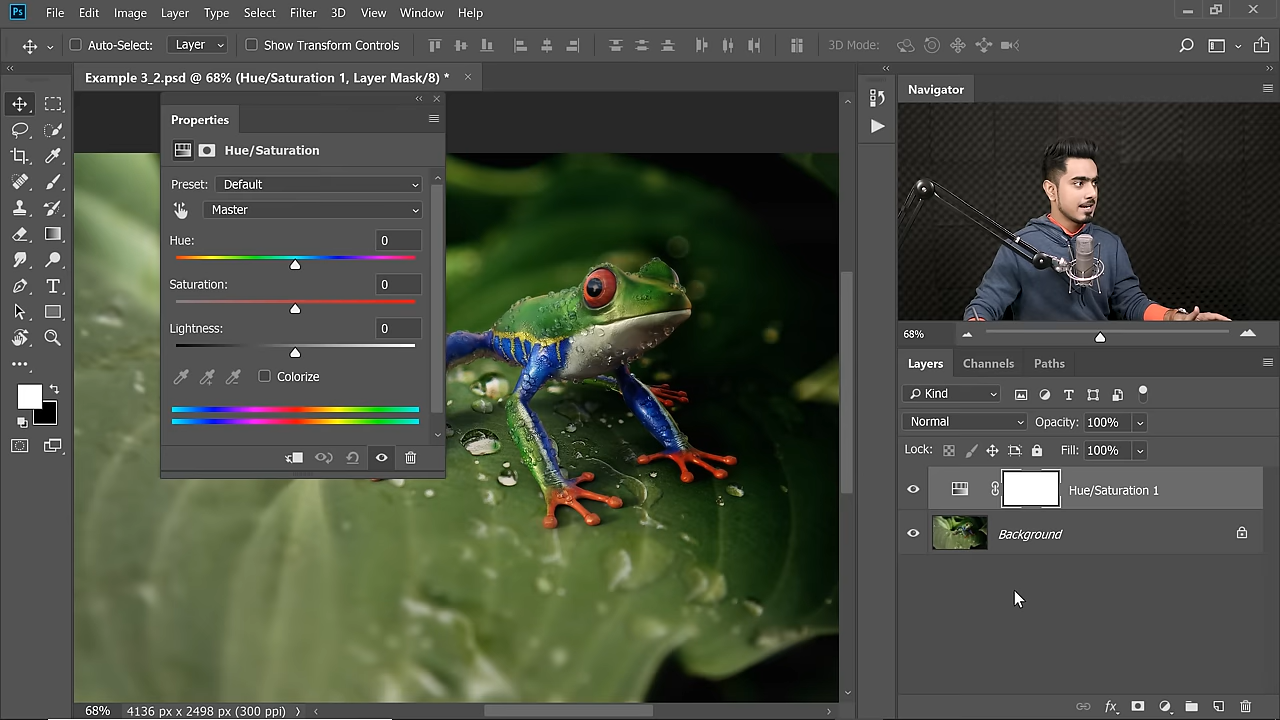 Ps File Edit Image Layer Type Select Filter 3D View Window Help
Auto-Select: Layer Show Transform Controls 3D Mode:
Example 3_2.psd @ 68% (Hue/Saturation 1, Layer Mask/8) *
Properties
Hue/Saturation
Preset: Default
Master
Hue: 0
Saturation: 0
Lightness: 0
Colorize
Navigator
68%
Layers Channels Paths
Kind
Normal Opacity: 100%
Lock: Fill: 100%
Hue/Saturation 1
Background
fx
68% 4136 px x 2498 px (300 ppi)